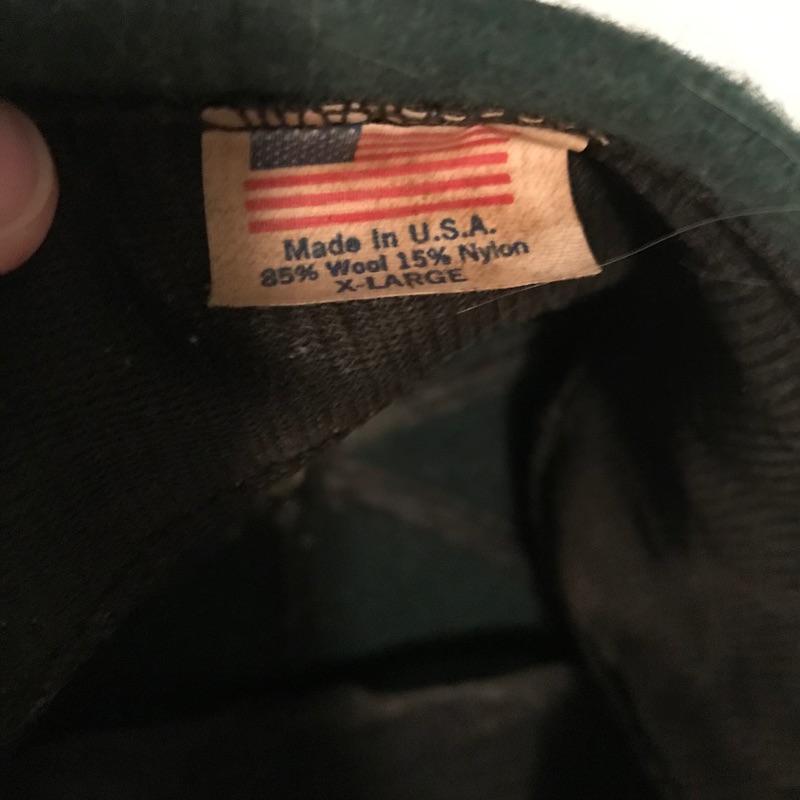 Made in U.S.A.
85% Wool 15% Nylon
X-LARGE